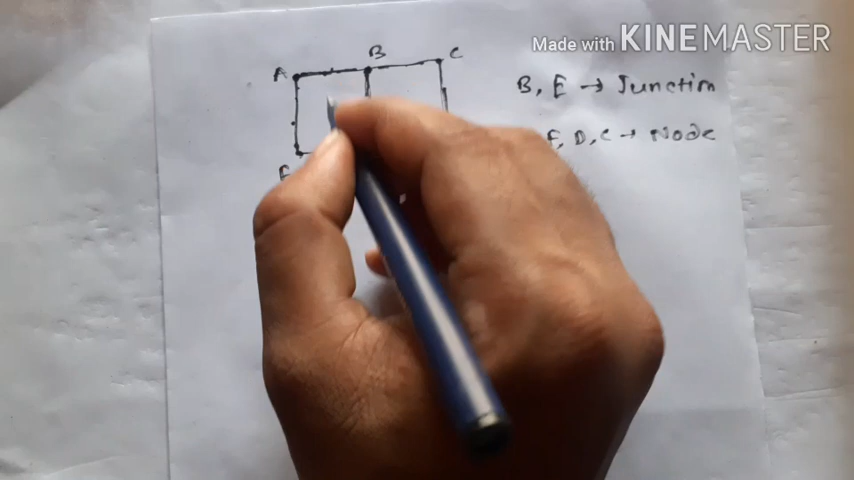 Made with KINEMASTER
A B C
B, E → Junction
F, D, C → Node
F